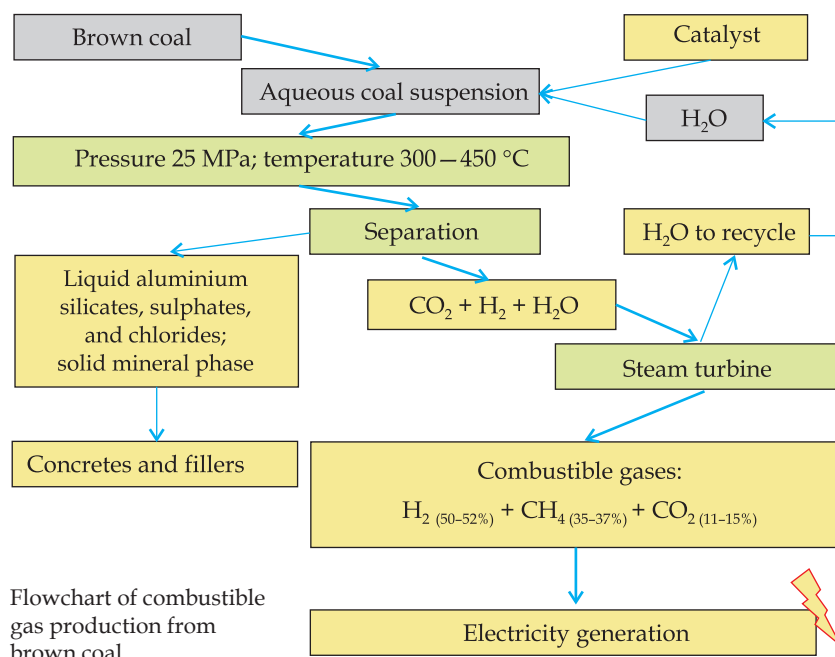 Brown coal
Catalyst
Aqueous coal suspension
H₂O
Pressure 25 MPa; temperature 300—450 °C
Separation
H₂O to recycle
Liquid aluminium
silicates, sulphates,
and chlorides;
solid mineral phase
CO₂ + H₂ + H₂O
Steam turbine
Concretes and fillers
Combustible gases:
H₂ (50–52%) + CH₄ (35–37%) + CO₂ (11–15%)
Flowchart of combustible
gas production from
brown coal
Electricity generation